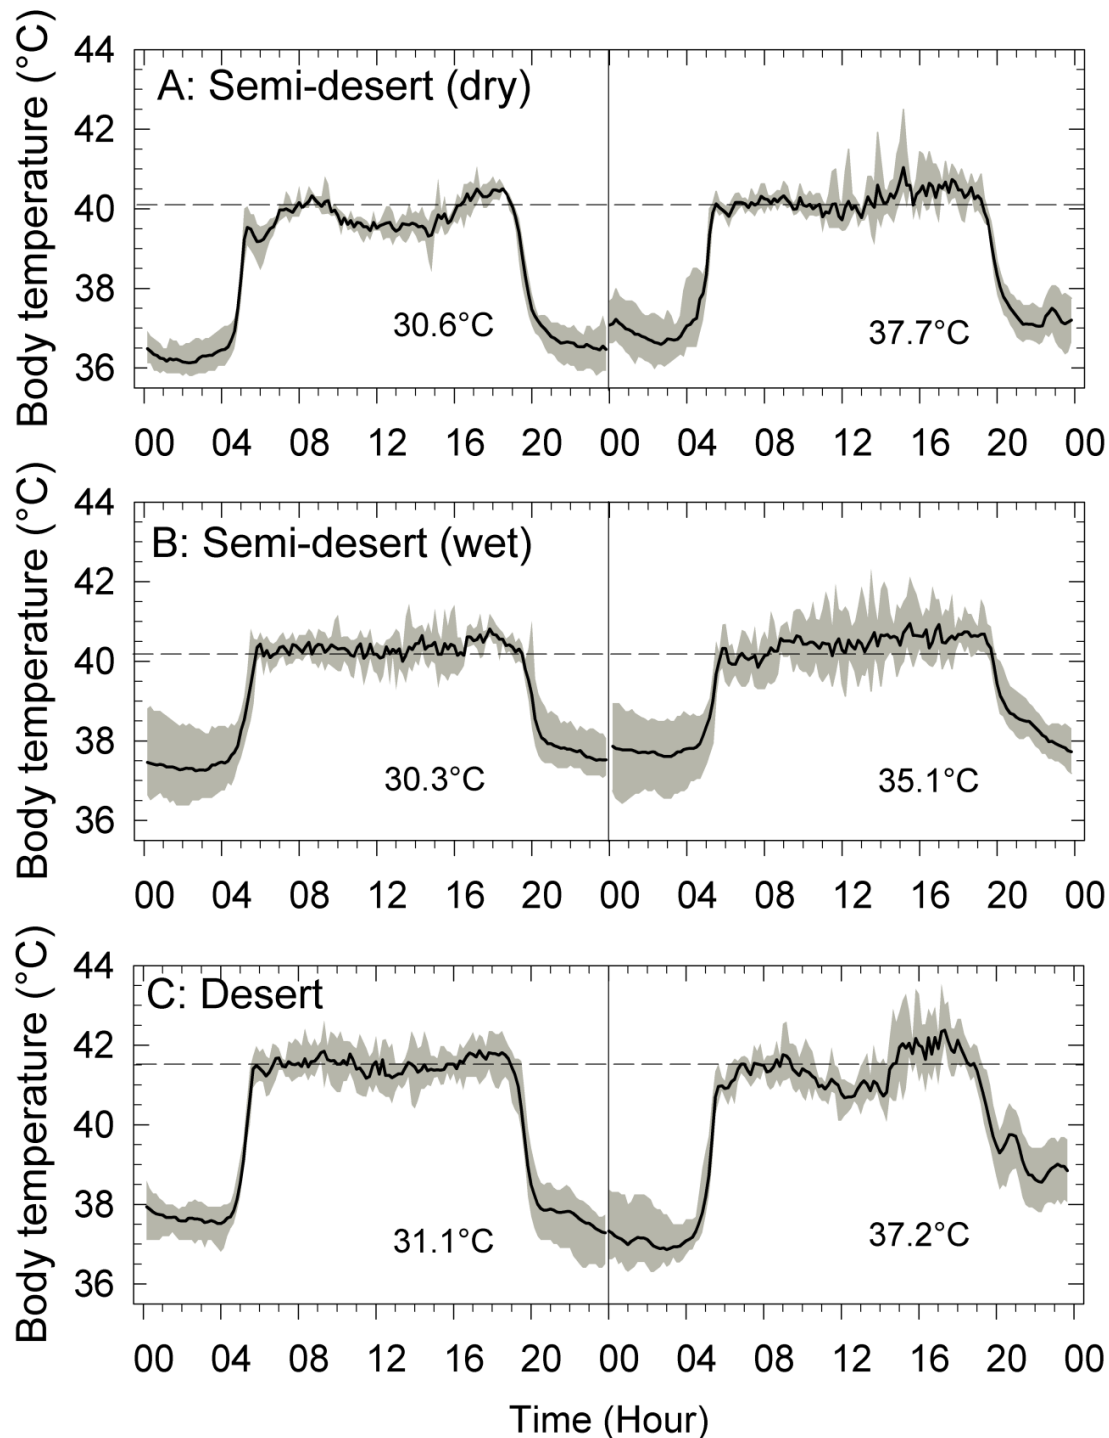 Body temperature (°C)
44
42
40
38
36
A: Semi-desert (dry)
30.6°C
37.7°C
00 04 08 12 16 20 00 04 08 12 16 20 00
Body temperature (°C)
44
42
40
38
36
B: Semi-desert (wet)
30.3°C
35.1°C
00 04 08 12 16 20 00 04 08 12 16 20 00
Body temperature (°C)
44
42
40
38
36
C: Desert
31.1°C
37.2°C
00 04 08 12 16 20 00 04 08 12 16 20 00
Time (Hour)